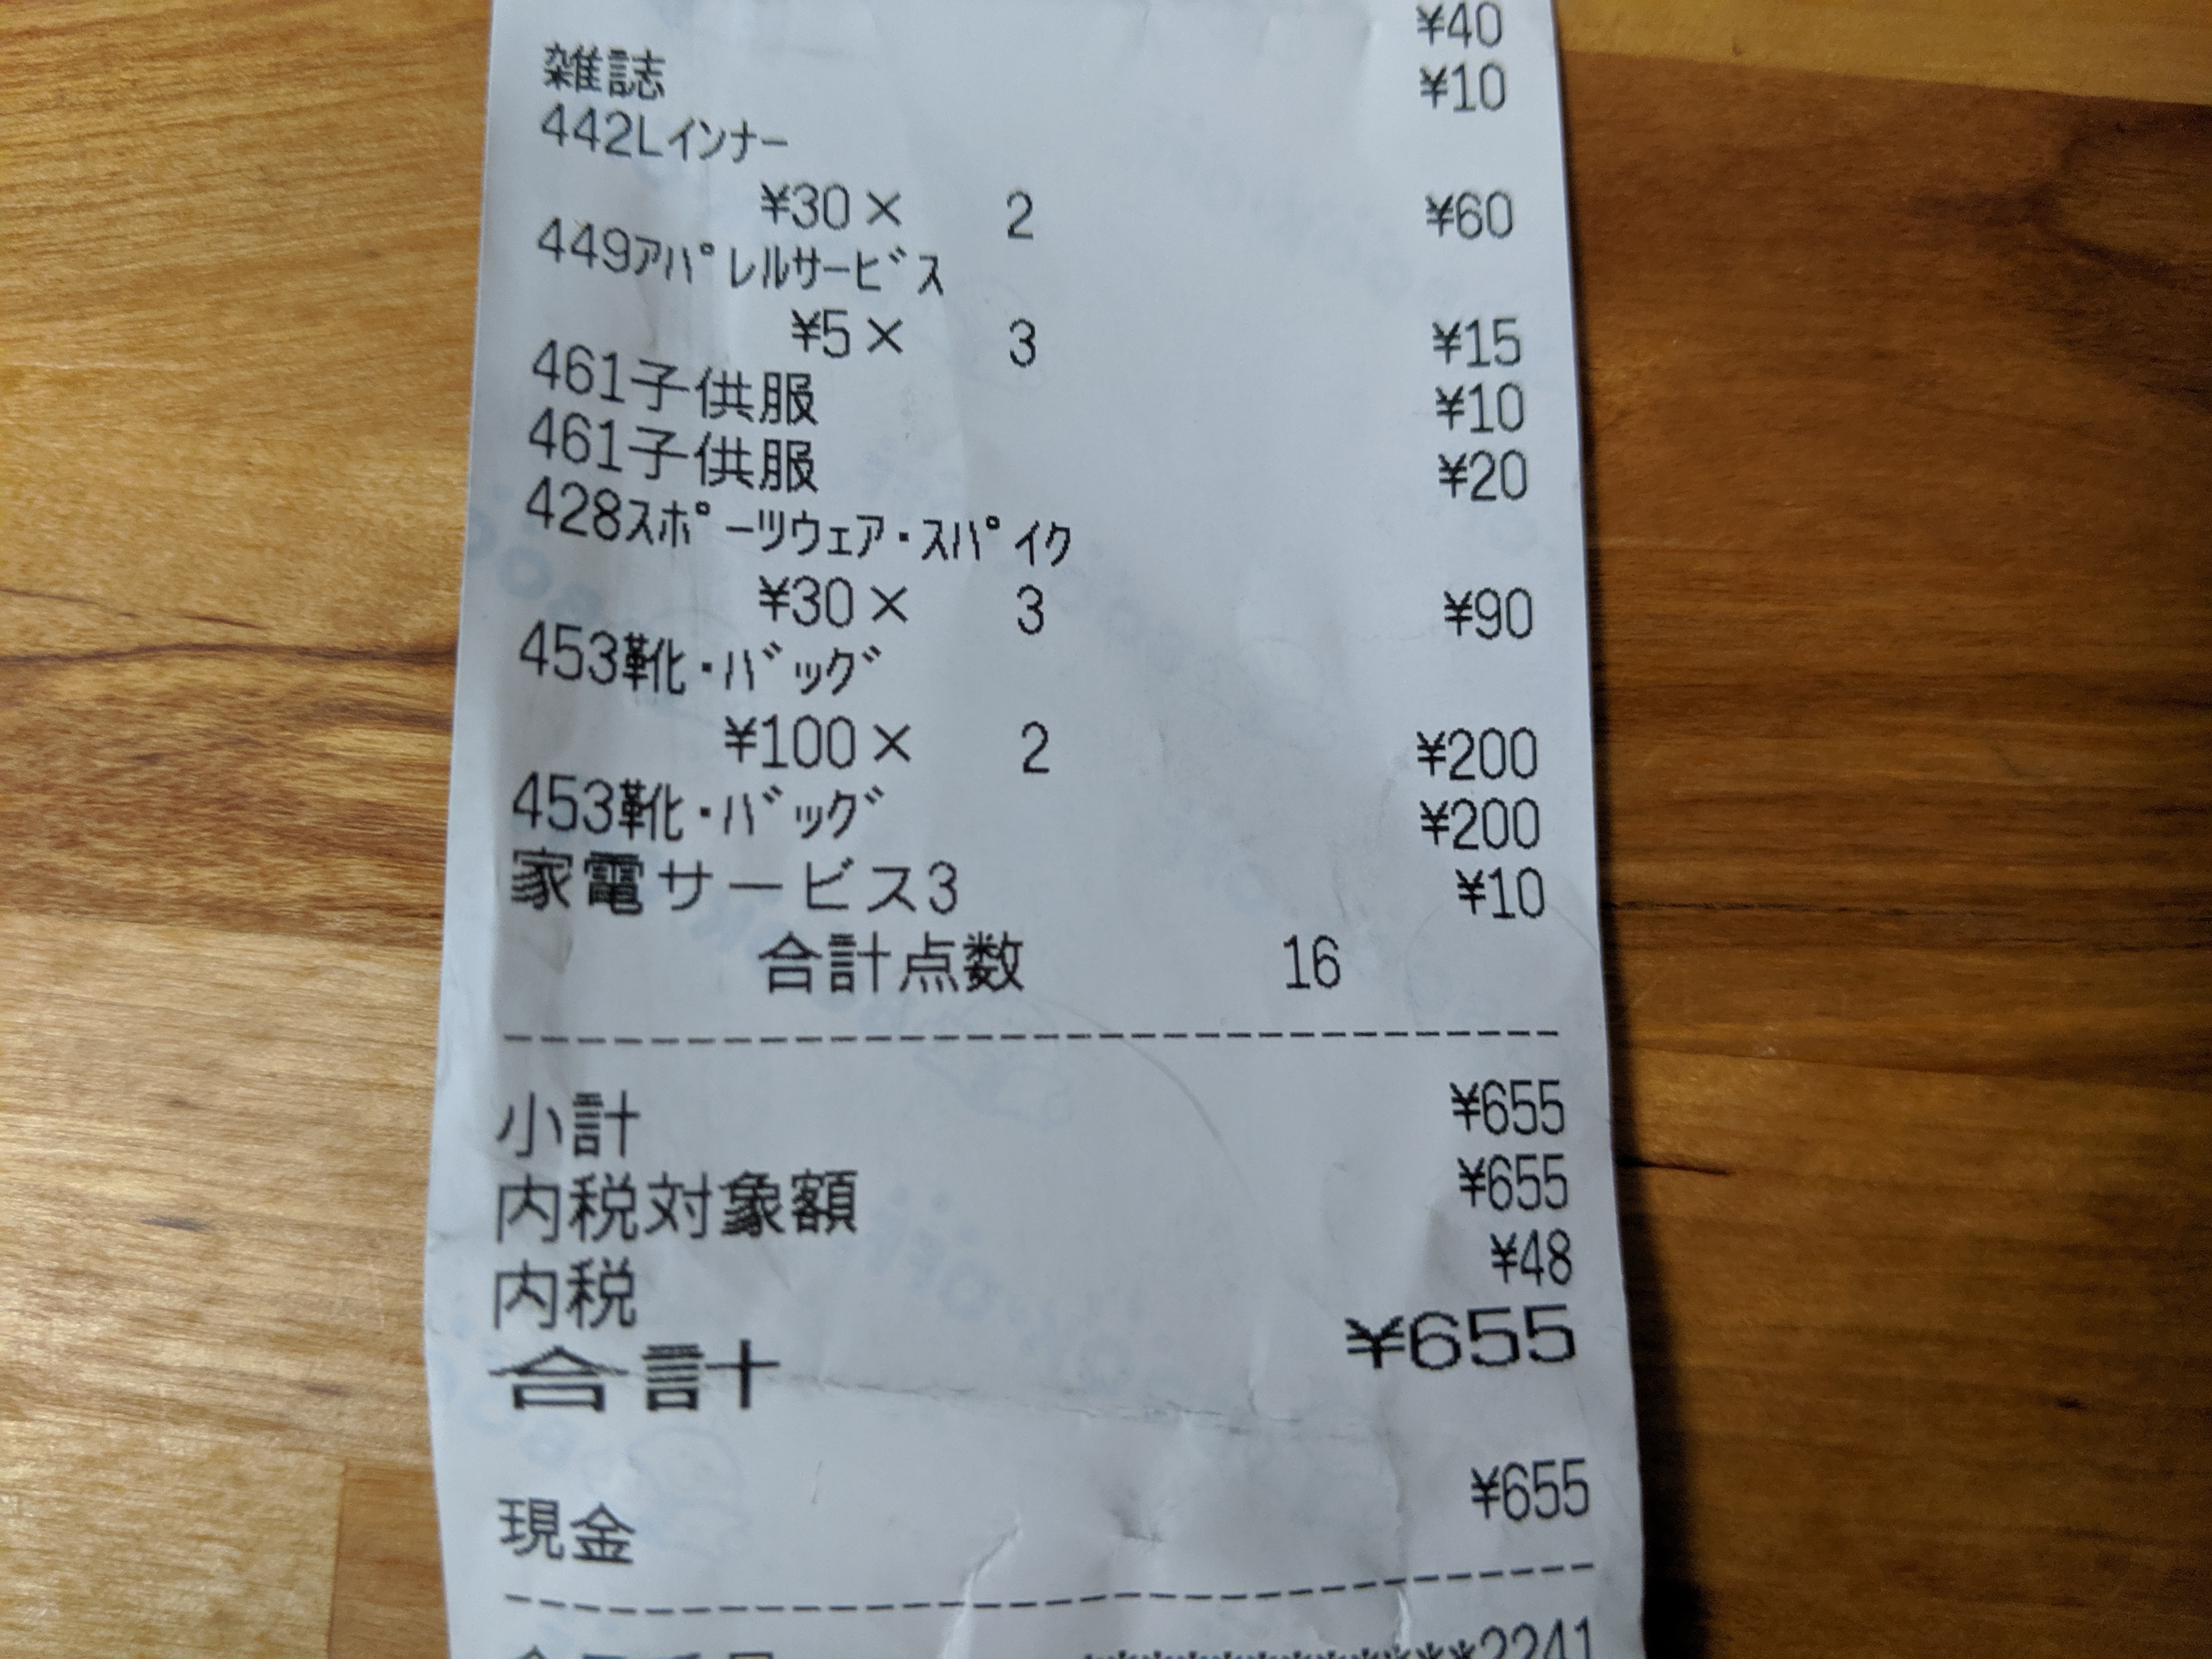 ¥40
雑誌 ¥10
442Lインナー
¥30× 2 ¥60
449アパレルサービス
¥5× 3 ¥15
461子供服 ¥10
461子供服 ¥20
428スポーツウェア・スパイク
¥30× 3 ¥90
453靴・バッグ
¥100× 2 ¥200
453靴・バッグ ¥200
家電サービス3 ¥10
合計点数 16
小計 ¥655
内税対象額 ¥655
内税 ¥48
合計 ¥655
現金 ¥655
2241